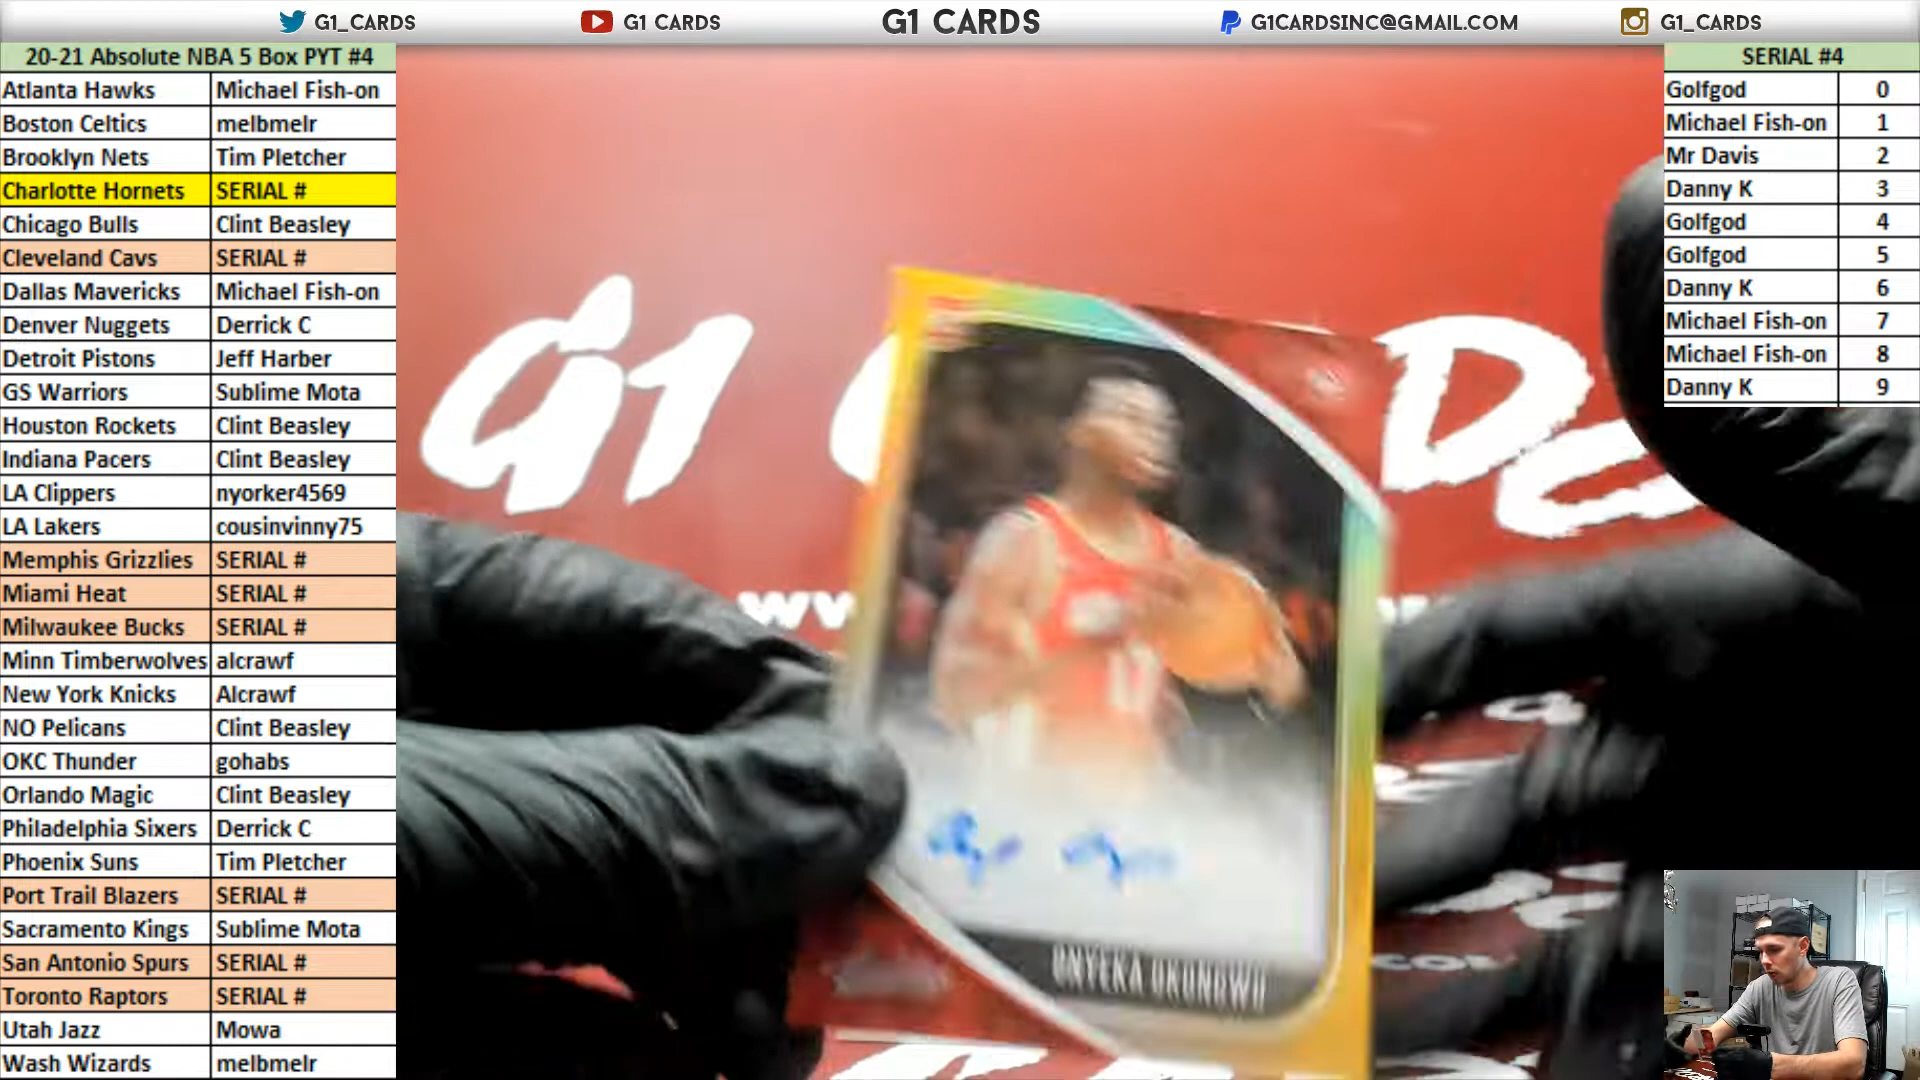 G1_CARDS G1 CARDS G1 CARDS G1CARDSINC@GMAIL.COM G1_CARDS
20-21 Absolute NBA 5 Box PYT #4
Atlanta Hawks Michael Fish-on
Boston Celtics melbmelr
Brooklyn Nets Tim Pletcher
Charlotte Hornets SERIAL #
Chicago Bulls Clint Beasley
Cleveland Cavs SERIAL #
Dallas Mavericks Michael Fish-on
Denver Nuggets Derrick C
Detroit Pistons Jeff Harber
GS Warriors Sublime Mota
Houston Rockets Clint Beasley
Indiana Pacers Clint Beasley
LA Clippers nyorker4569
LA Lakers cousinvinny75
Memphis Grizzlies SERIAL #
Miami Heat SERIAL #
Milwaukee Bucks SERIAL #
Minn Timberwolves alcrawf
New York Knicks Alcrawf
NO Pelicans Clint Beasley
OKC Thunder gohabs
Orlando Magic Clint Beasley
Philadelphia Sixers Derrick C
Phoenix Suns Tim Pletcher
Port Trail Blazers SERIAL #
Sacramento Kings Sublime Mota
San Antonio Spurs SERIAL #
Toronto Raptors SERIAL #
Utah Jazz Mowa
Wash Wizards melbmelr
SERIAL #4
Golfgod 0
Michael Fish-on 1
Mr Davis 2
Danny K 3
Golfgod 4
Golfgod 5
Danny K 6
Michael Fish-on 7
Michael Fish-on 8
Danny K 9
G1
17
ONYEKA OKONGWU